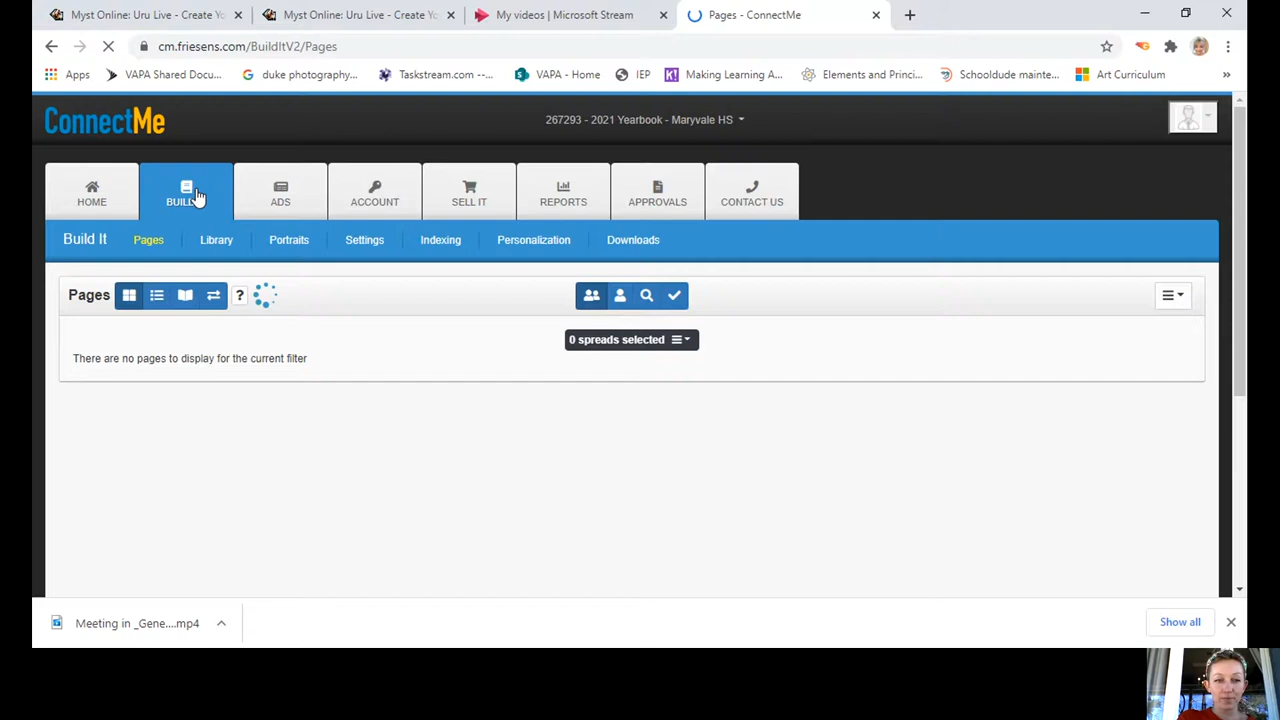 Myst Online: Uru Live - Create Yo
Myst Online: Uru Live - Create Yo
My videos | Microsoft Stream
Pages - ConnectMe
cm.friesens.com/BuildItV2/Pages
Apps
VAPA Shared Docu...
duke photography...
Taskstream.com --...
VAPA - Home
IEP
Making Learning A...
Elements and Princi...
Schooldude mainte...
Art Curriculum
ConnectMe
267293 - 2021 Yearbook - Maryvale HS
HOME
BUILD
ADS
ACCOUNT
SELL IT
REPORTS
APPROVALS
CONTACT US
Build It
Pages
Library
Portraits
Settings
Indexing
Personalization
Downloads
Pages
?
0 spreads selected
There are no pages to display for the current filter
Meeting in _Gene....mp4
Show all